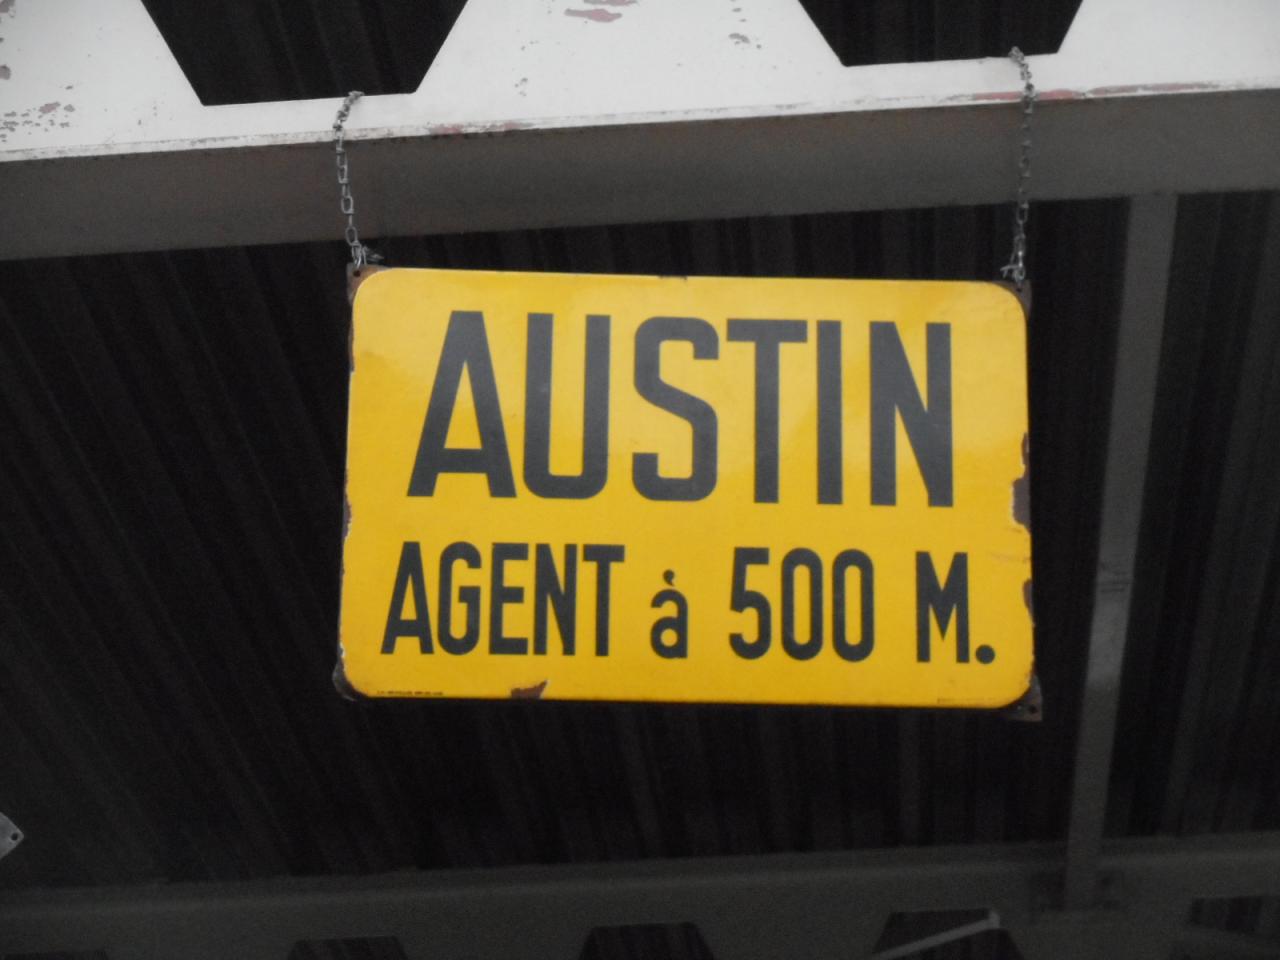 AUSTIN
AGENT à 500 M.